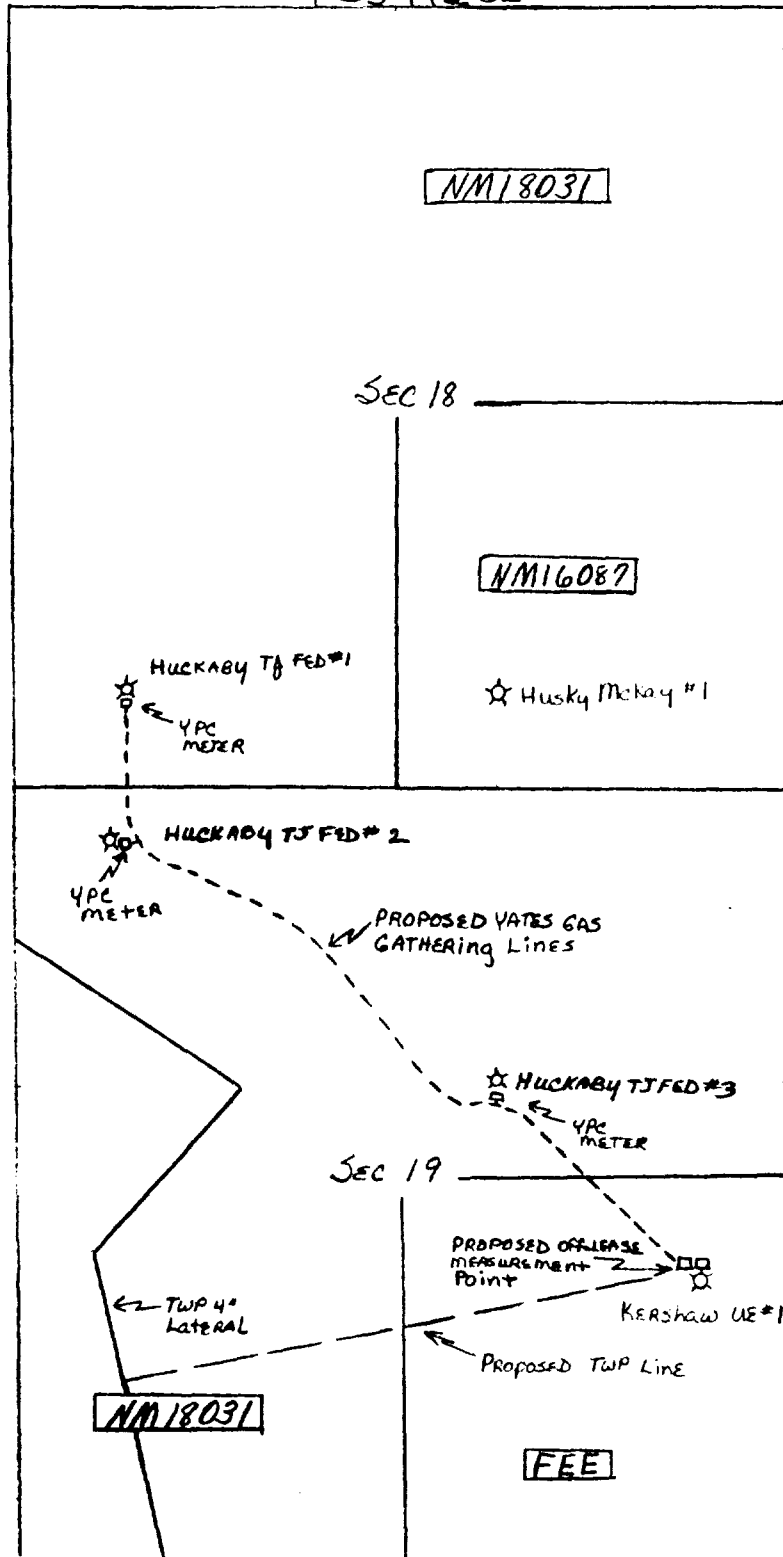 NM18031
SEC 18
NM16087
HUCKABY TJ FED #1
YPC
METER
Husky McKay #1
HUCKABY TJ FED # 2
YPC
METER
PROPOSED YATES GAS
GATHERING LINES
HUCKABY TJ FED #3
YPC
METER
SEC 19
PROPOSED OFF LEASE
MEASUREMENT
POINT
KERSHAW UE #1
TWP 4"
LATERAL
PROPOSED TWP LINE
NM18031
FEE